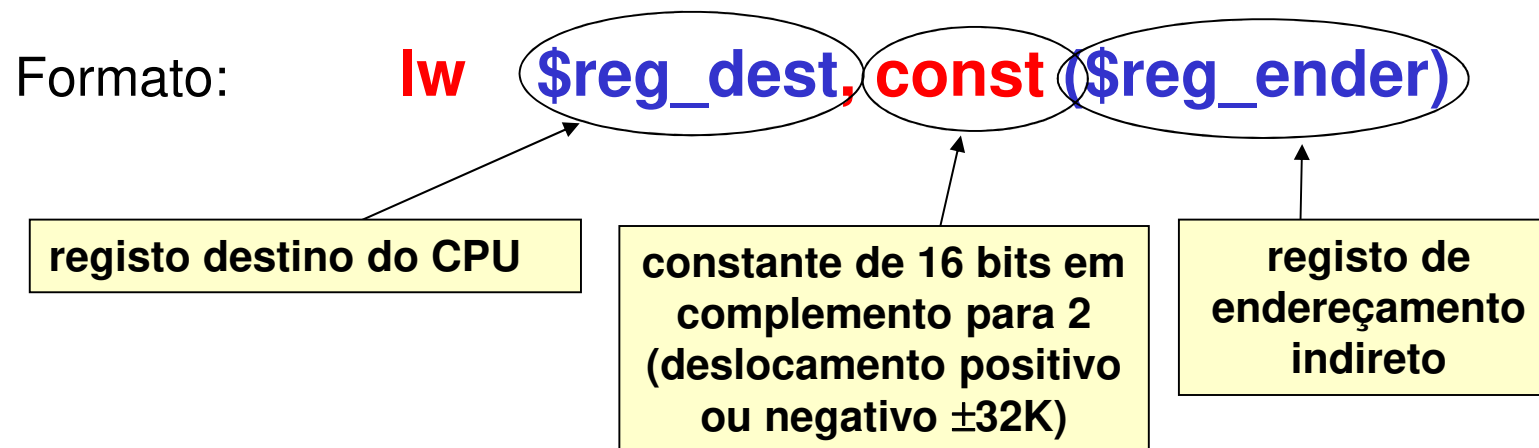 Formato: lw $reg_dest, const ($reg_ender)
registo destino do CPU
constante de 16 bits em
complemento para 2
(deslocamento positivo
ou negativo ±32K)
registo de
endereçamento
indireto